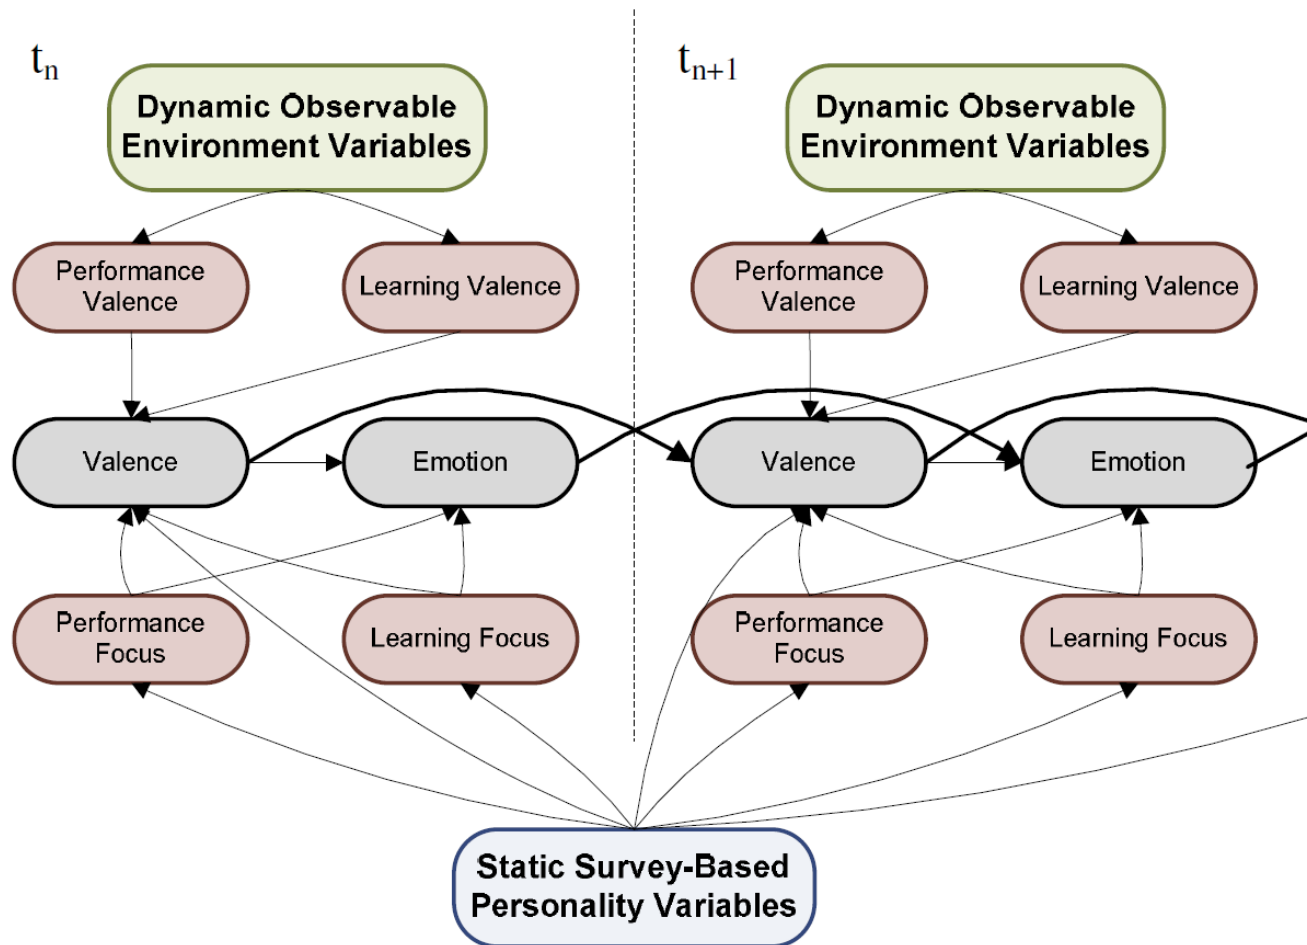 tn
Dynamic Observable
Environment Variables
Performance
Valence
Learning Valence
Valence
Emotion
Performance
Focus
Learning Focus
tn+1
Dynamic Observable
Environment Variables
Performance
Valence
Learning Valence
Valence
Emotion
Performance
Focus
Learning Focus
Static Survey-Based
Personality Variables